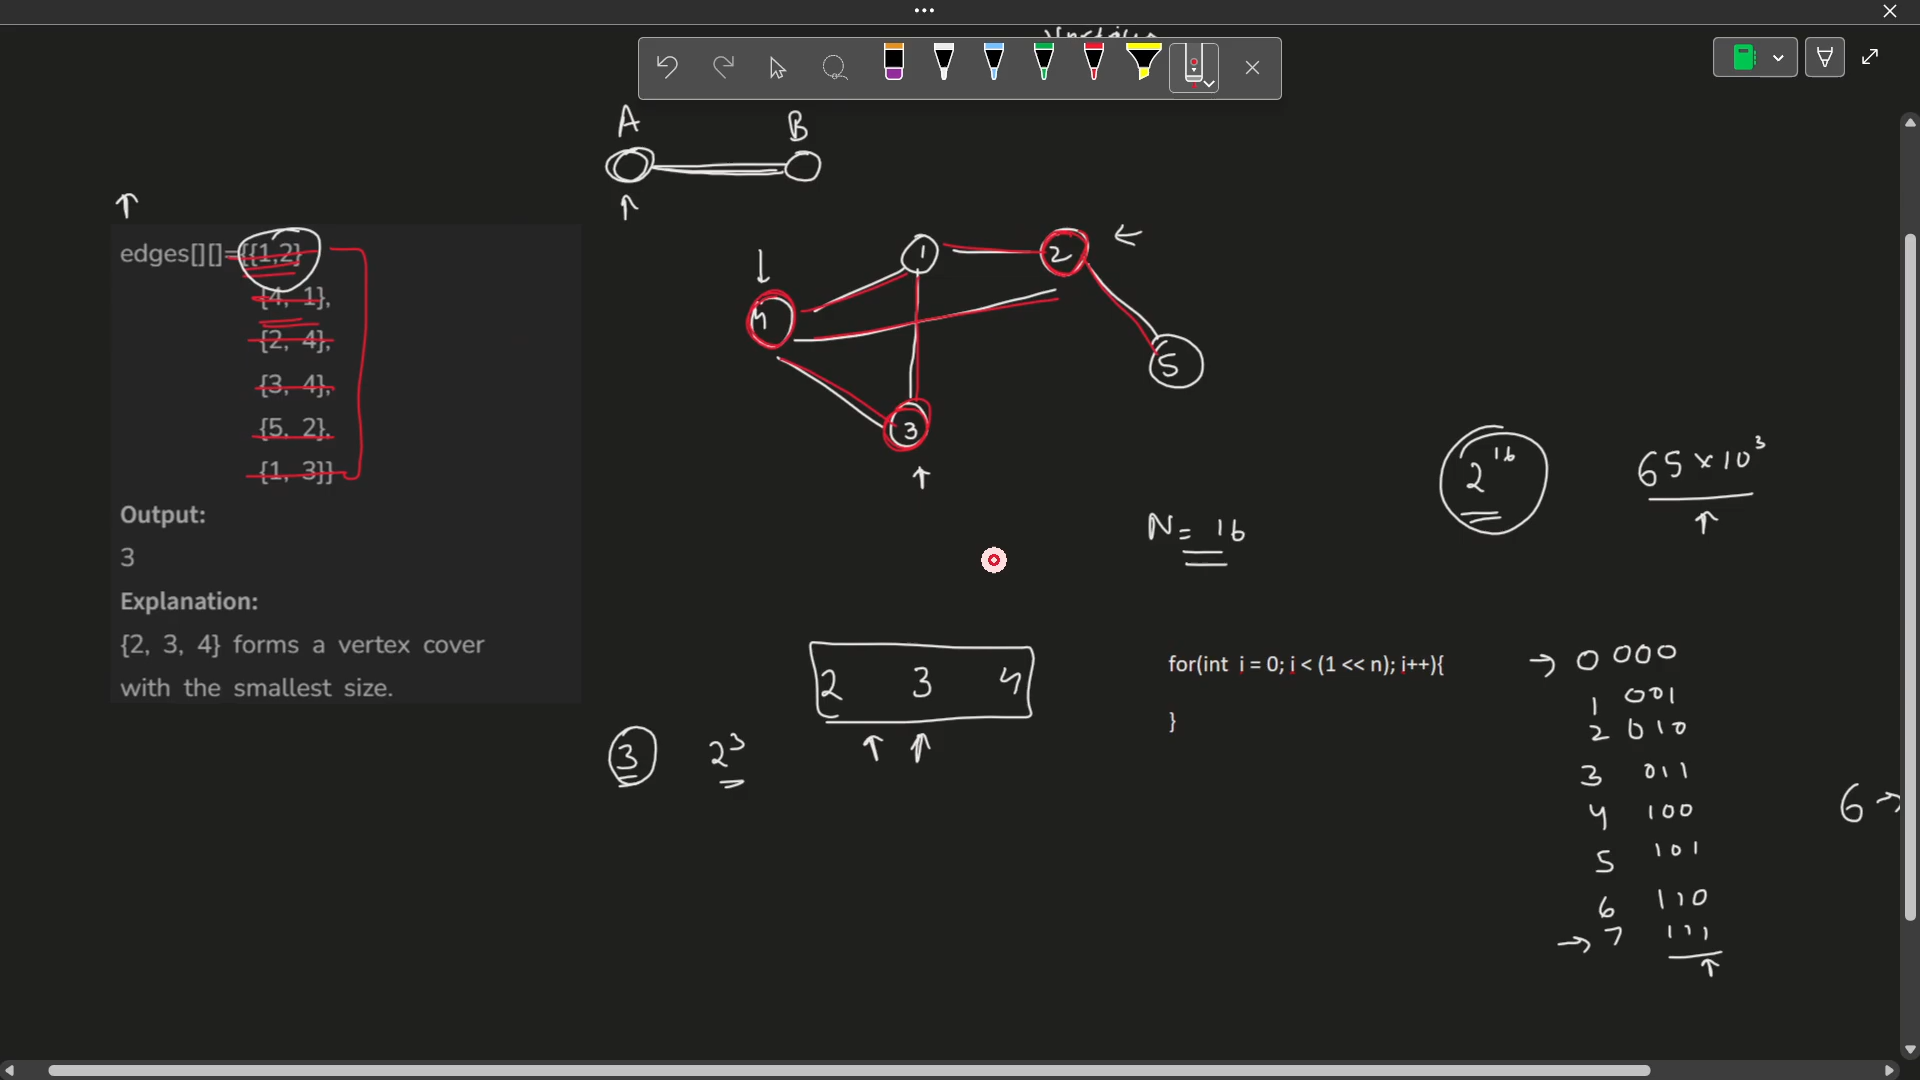 A B
edges[][]={{1,2}
{4, 1},
{2, 4},
{3, 4},
{5, 2},
{1, 3}}
Output:
3
Explanation:
{2, 3, 4} forms a vertex cover
with the smallest size.
1 2
4
5
3
2^16 65 × 10^3
N = 16
2 3 4
3 2^3
for(int i = 0; i < (1 << n); i++){
}
→ 0 000
1 001
2 010
3 011
4 100
5 101
6 110
→ 7 111
6 →